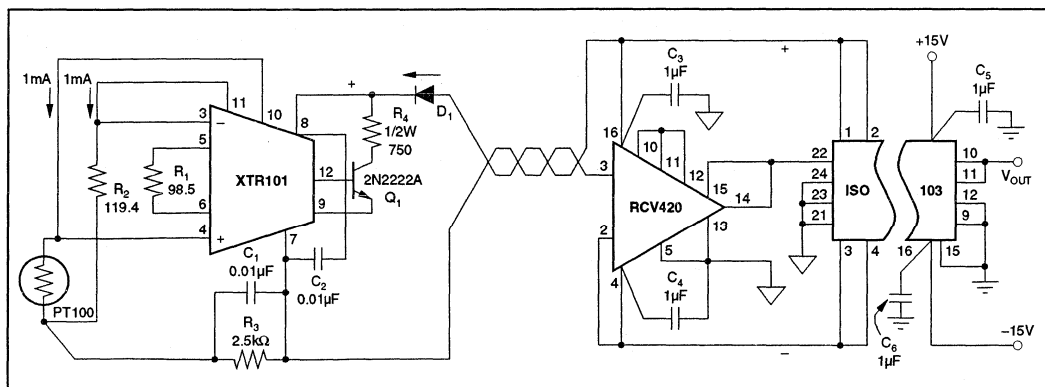 1mA 1mA
11
10
3 −
5
R1
98.5
6
4 +
R2
119.4
XTR101
8
12
9
7
+
R4
1/2W
750
2N2222A
Q1
D1
PT100
C1
0.01µF
C2
0.01µF
R3
2.5kΩ
C3
1µF
16
10
11
12
3
15
14
RCV420
13
2
5
4
C4
1µF
+
−
1 2
22
24
23
21
ISO
3 4
+15V
C5
1µF
103
10
11
12
9
VOUT
16 15
C6
1µF
−15V